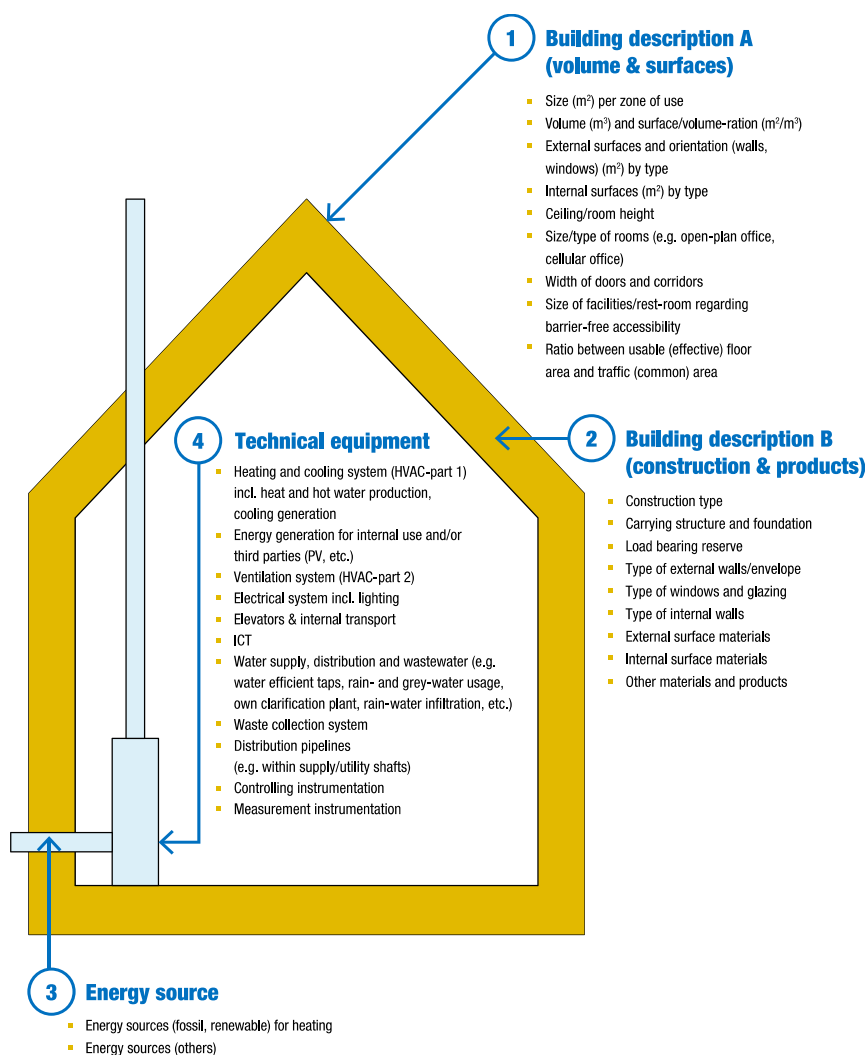 1
Building description A
(volume & surfaces)
Size (m²) per zone of use
Volume (m³) and surface/volume-ration (m²/m³)
External surfaces and orientation (walls,
windows) (m²) by type
Internal surfaces (m²) by type
Ceiling/room height
Size/type of rooms (e.g. open-plan office,
cellular office)
Width of doors and corridors
Size of facilities/rest-room regarding
barrier-free accessibility
Ratio between usable (effective) floor
area and traffic (common) area
2
Building description B
(construction & products)
Construction type
Carrying structure and foundation
Load bearing reserve
Type of external walls/envelope
Type of windows and glazing
Type of internal walls
External surface materials
Internal surface materials
Other materials and products
4
Technical equipment
Heating and cooling system (HVAC-part 1)
incl. heat and hot water production,
cooling generation
Energy generation for internal use and/or
third parties (PV, etc.)
Ventilation system (HVAC-part 2)
Electrical system incl. lighting
Elevators & internal transport
ICT
Water supply, distribution and wastewater (e.g.
water efficient taps, rain- and grey-water usage,
own clarification plant, rain-water infiltration, etc.)
Waste collection system
Distribution pipelines
(e.g. within supply/utility shafts)
Controlling instrumentation
Measurement instrumentation
3
Energy source
Energy sources (fossil, renewable) for heating
Energy sources (others)